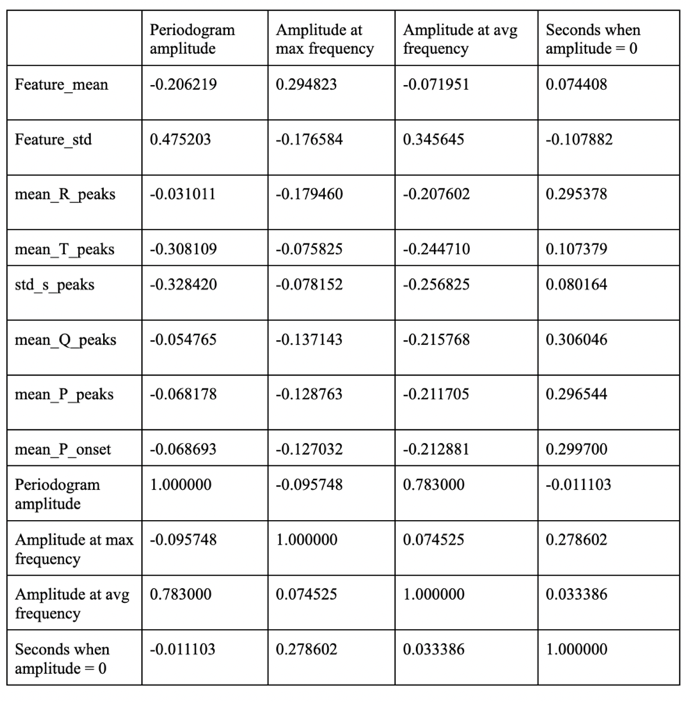 Periodogram amplitude | Amplitude at max frequency | Amplitude at avg frequency | Seconds when amplitude = 0
Feature_mean | -0.206219 | 0.294823 | -0.071951 | 0.074408
Feature_std | 0.475203 | -0.176584 | 0.345645 | -0.107882
mean_R_peaks | -0.031011 | -0.179460 | -0.207602 | 0.295378
mean_T_peaks | -0.308109 | -0.075825 | -0.244710 | 0.107379
std_s_peaks | -0.328420 | -0.078152 | -0.256825 | 0.080164
mean_Q_peaks | -0.054765 | -0.137143 | -0.215768 | 0.306046
mean_P_peaks | -0.068178 | -0.128763 | -0.211705 | 0.296544
mean_P_onset | -0.068693 | -0.127032 | -0.212881 | 0.299700
Periodogram amplitude | 1.000000 | -0.095748 | 0.783000 | -0.011103
Amplitude at max frequency | -0.095748 | 1.000000 | 0.074525 | 0.278602
Amplitude at avg frequency | 0.783000 | 0.074525 | 1.000000 | 0.033386
Seconds when amplitude = 0 | -0.011103 | 0.278602 | 0.033386 | 1.000000